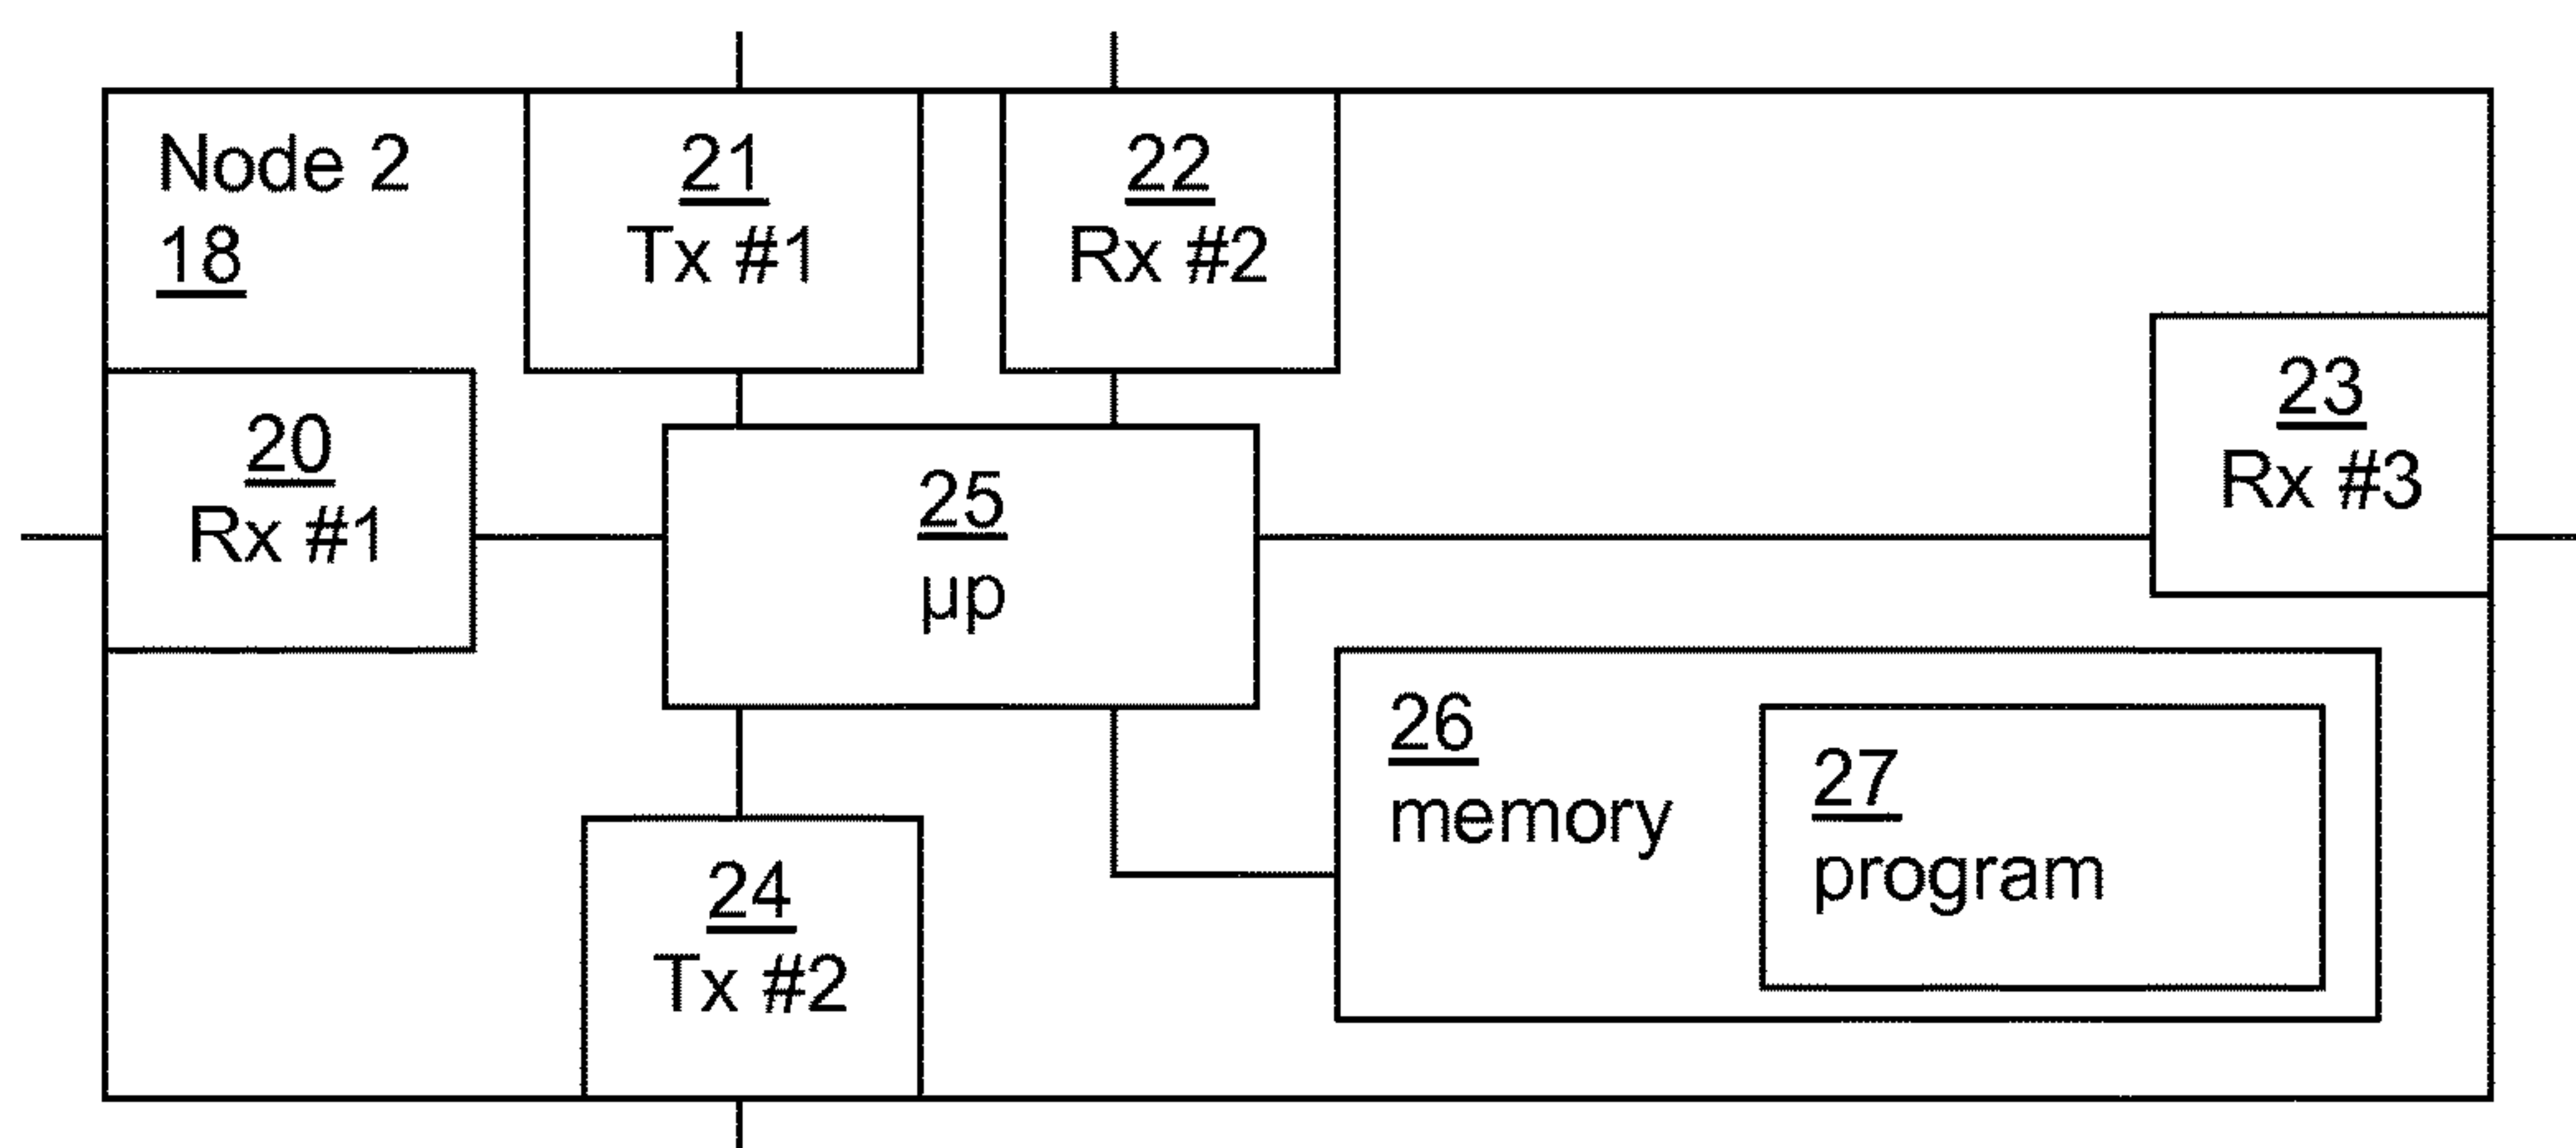 Node 2
18
21
Tx #1
22
Rx #2
20
Rx #1
23
Rx #3
25
µp
26
memory
27
program
24
Tx #2